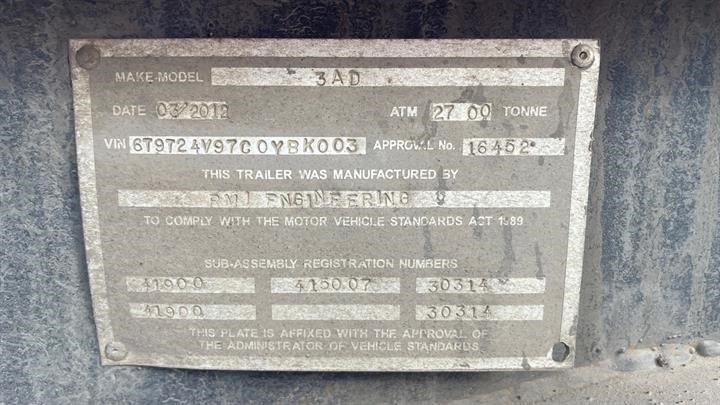 MAKE-MODEL 3AD
DATE 03/2012 ATM 27 00 TONNE
VIN 6T9T24V97C0YBK003 APPROVAL No. 16452
THIS TRAILER WAS MANUFACTURED BY
ENGINEERING
TO COMPLY WITH THE MOTOR VEHICLE STANDARDS ACT 1989
SUB-ASSEMBLY REGISTRATION NUMBERS
41900 415007 30314
41900 30314
THIS PLATE IS AFFIXED WITH THE APPROVAL OF
THE ADMINISTRATOR OF VEHICLE STANDARDS